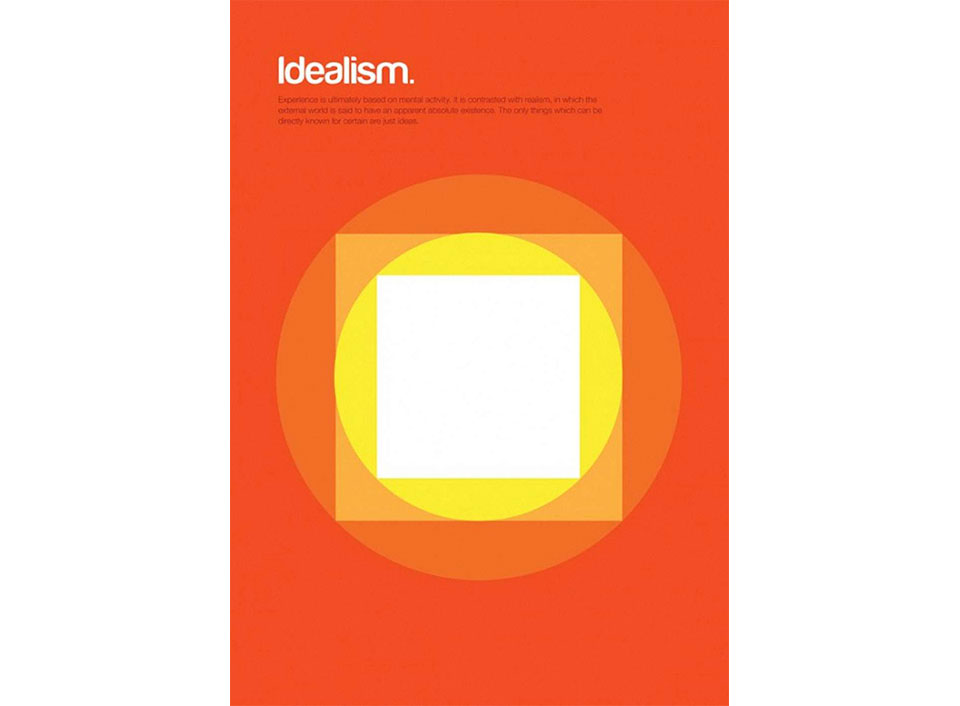 Idealism.
Experience is ultimately based on mental activity. It is contrasted with realism, in which the
external world is said to have an apparent absolute existence. The only things which can be
directly known for certain are just ideas.